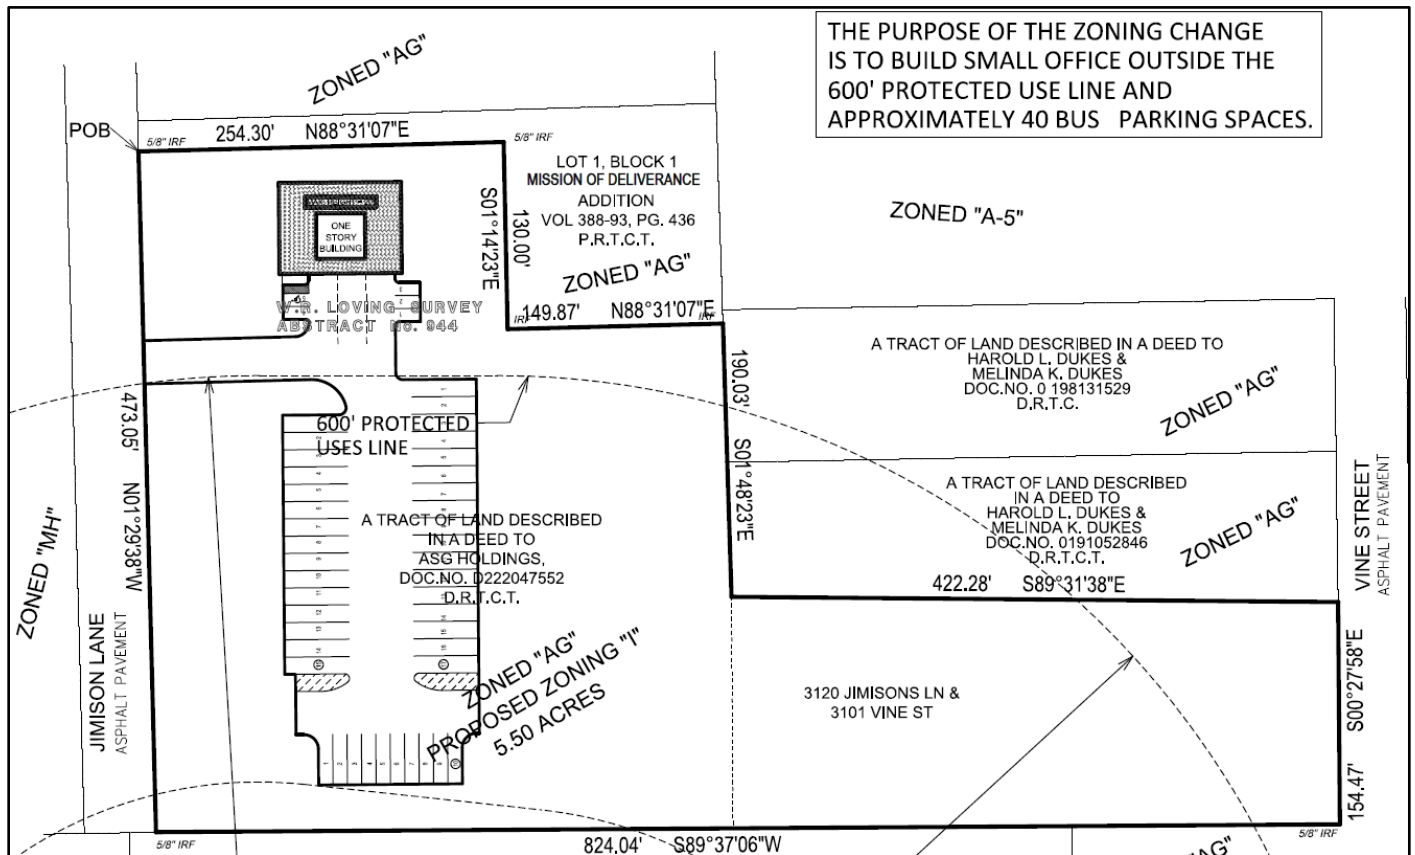 THE PURPOSE OF THE ZONING CHANGE
IS TO BUILD SMALL OFFICE OUTSIDE THE
600' PROTECTED USE LINE AND
APPROXIMATELY 40 BUS PARKING SPACES.
ZONED "AG"
POB
5/8" IRF
254.30' N88°31'07"E
5/8" IRF
LOT 1, BLOCK 1
MISSION OF DELIVERANCE
ADDITION
VOL 388-93, PG. 436
P.R.T.C.T.
ZONED "AG"
S01°14'23"E
130.00'
ZONED "A-5"
ONE
STORY
BUILDING
W.R. LOVING SURVEY
ABSTRACT No. 944
IRF
149.87' N88°31'07"E
IRF
A TRACT OF LAND DESCRIBED IN A DEED TO
HAROLD L. DUKES &
MELINDA K. DUKES
DOC.NO. 0 198131529
D.R.T.C.
ZONED "AG"
190.03' S01°48'23"E
473.05' N01°29'38"W
600' PROTECTED
USES LINE
A TRACT OF LAND DESCRIBED
IN A DEED TO
HAROLD L. DUKES &
MELINDA K. DUKES
DOC.NO. 0191052846
D.R.T.C.T.
ZONED "AG"
VINE STREET
ASPHALT PAVEMENT
A TRACT OF LAND DESCRIBED
IN A DEED TO
ASG HOLDINGS,
DOC.NO. D222047552
D.R.T.C.T.
422.28' S89°31'38"E
ZONED "MH"
JIMISON LANE
ASPHALT PAVEMENT
ZONED "AG"
PROPOSED ZONING "I"
5.50 ACRES
3120 JIMISONS LN &
3101 VINE ST
154.47' S00°27'58"E
5/8" IRF
824.04' S89°37'06"W
5/8" IRF
"AG"